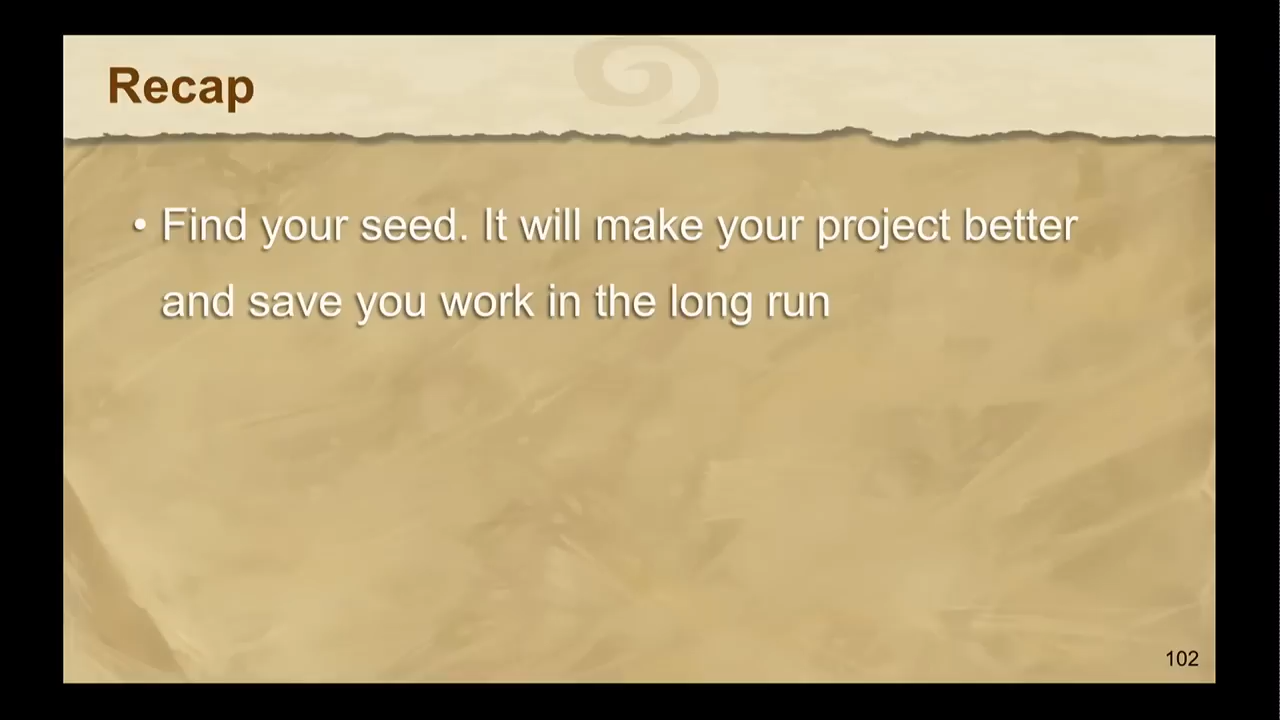 Recap
• Find your seed. It will make your project better
and save you work in the long run
102